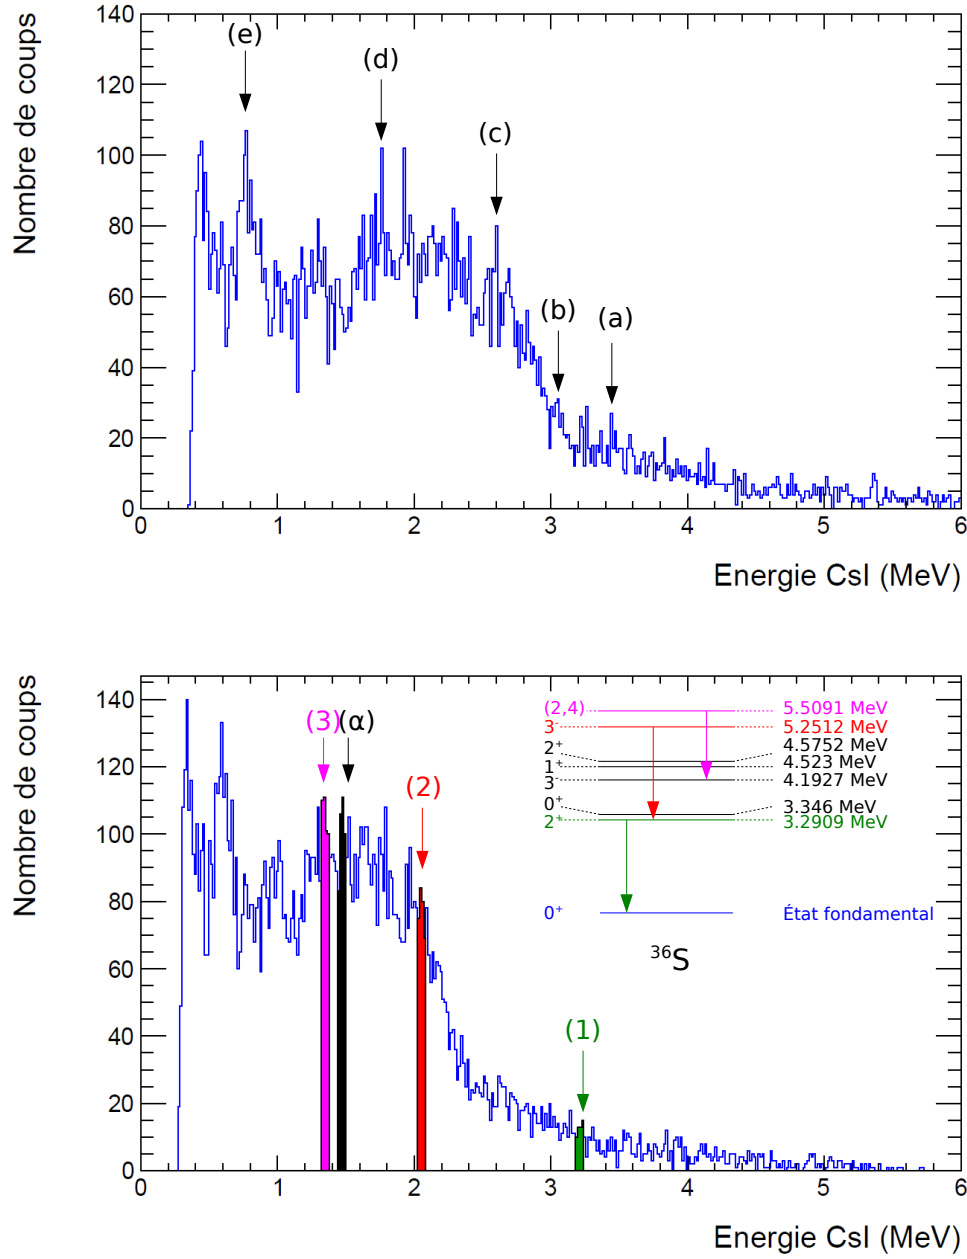 Nombre de coups
140
120
100
80
60
40
20
0
(e)
(d)
(c)
(b)
(a)
0 1 2 3 4 5 6
Energie CsI (MeV)
Nombre de coups
140
120
100
80
60
40
20
0
(3)
(α)
(2)
(1)
(2,4) 5.5091 MeV
3⁻ 5.2512 MeV
2⁺ 4.5752 MeV
1⁺ 4.523 MeV
3⁻ 4.1927 MeV
0⁺ 3.346 MeV
2⁺ 3.2909 MeV
0⁺ État fondamental
³⁶S
0 1 2 3 4 5 6
Energie CsI (MeV)